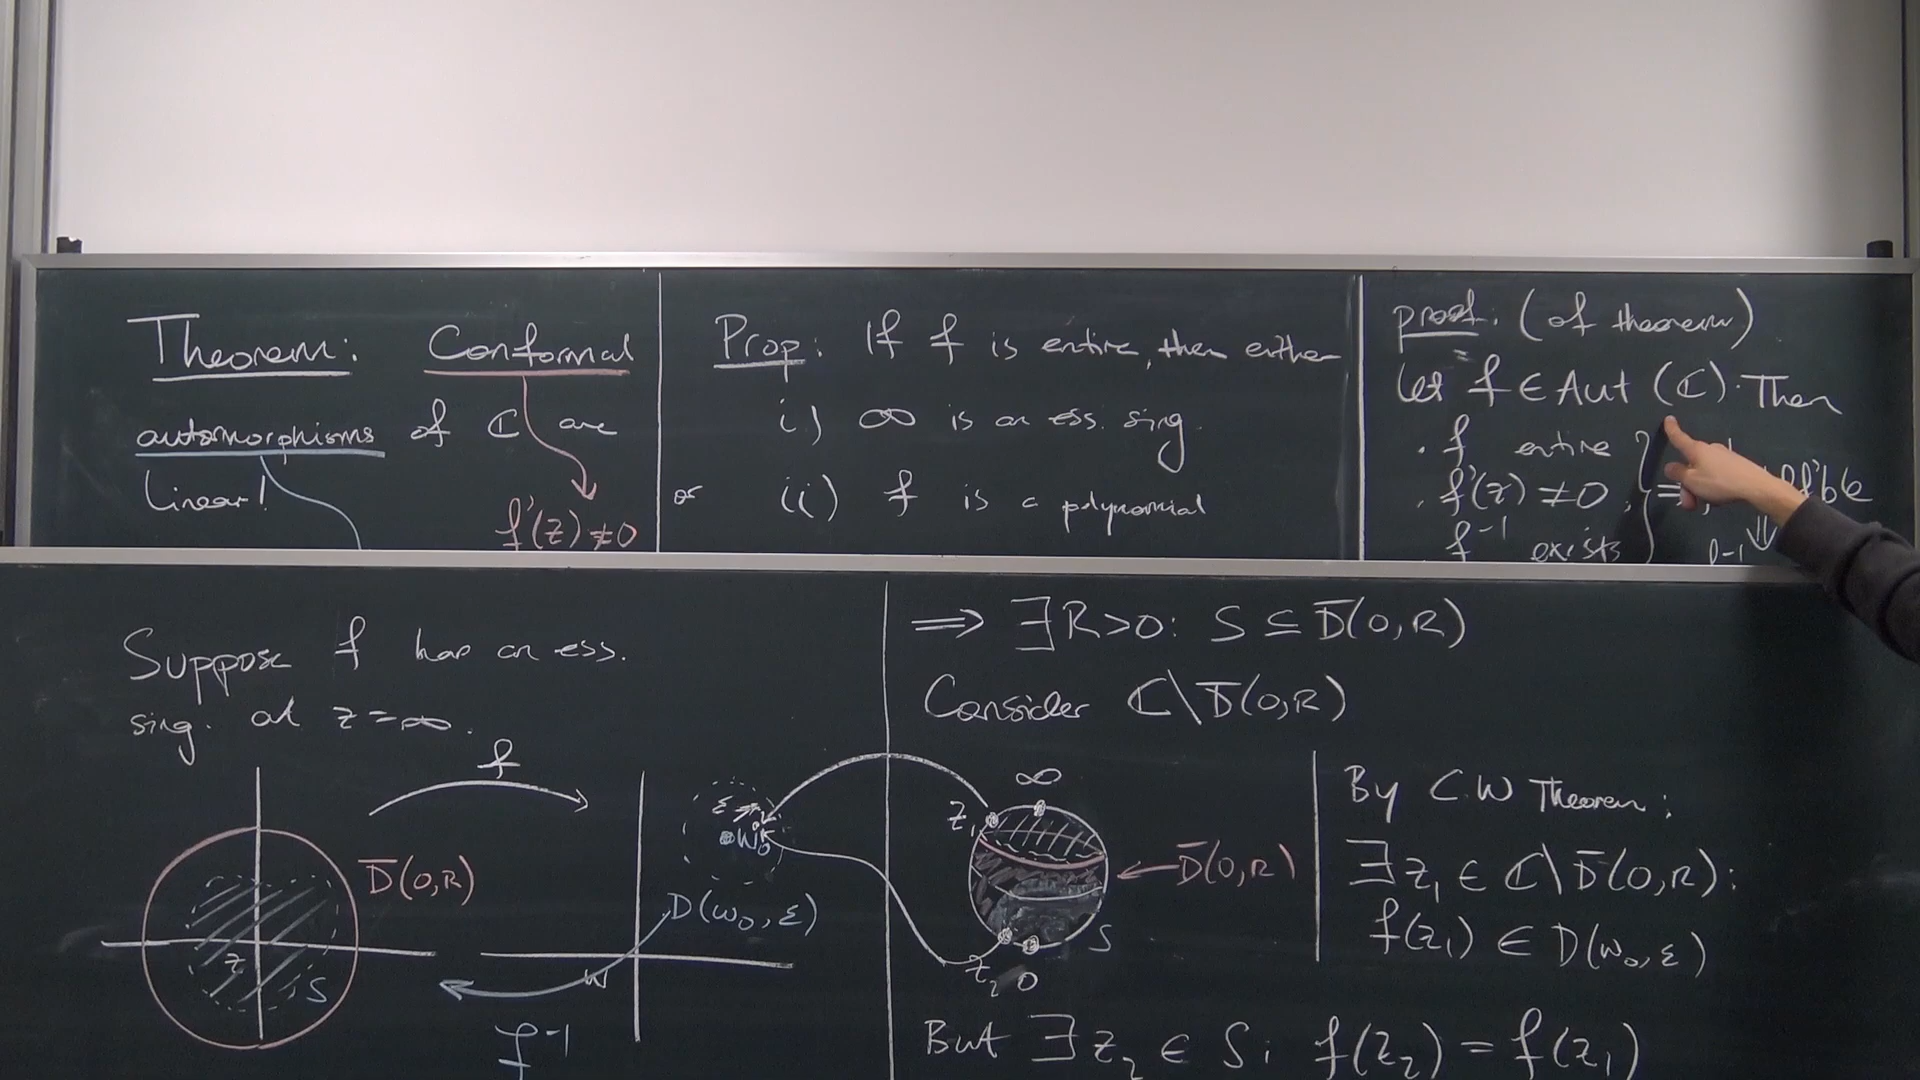 Theorem: Conformal
automorphisms of ℂ are
linear!
f'(z) ≠ 0
Prop: If f is entire, then either
i.) ∞ is an ess. sing.
or ii) f is a polynomial
proof: (of theorem)
Let f ∈ Aut (ℂ). Then
· f entire
· f'(z) ≠ 0,
f⁻¹ exists
Suppose f has an ess.
sing. at z = ∞.
f
D̅(0,R)
z
S
ε
w₀
D(w₀, ε)
w
f⁻¹
⟹ ∃R>0: S ⊆ D̅(0,R)
Consider ℂ\D̅(0,R)
∞
z₁
D̅(0,R)
S
z₂
0
By C.W Theorem:
∃ z₁ ∈ ℂ\D̅(0,R):
f(z₁) ∈ D(w₀, ε)
But ∃ z₂ ∈ S: f(z₂) = f(z₁)